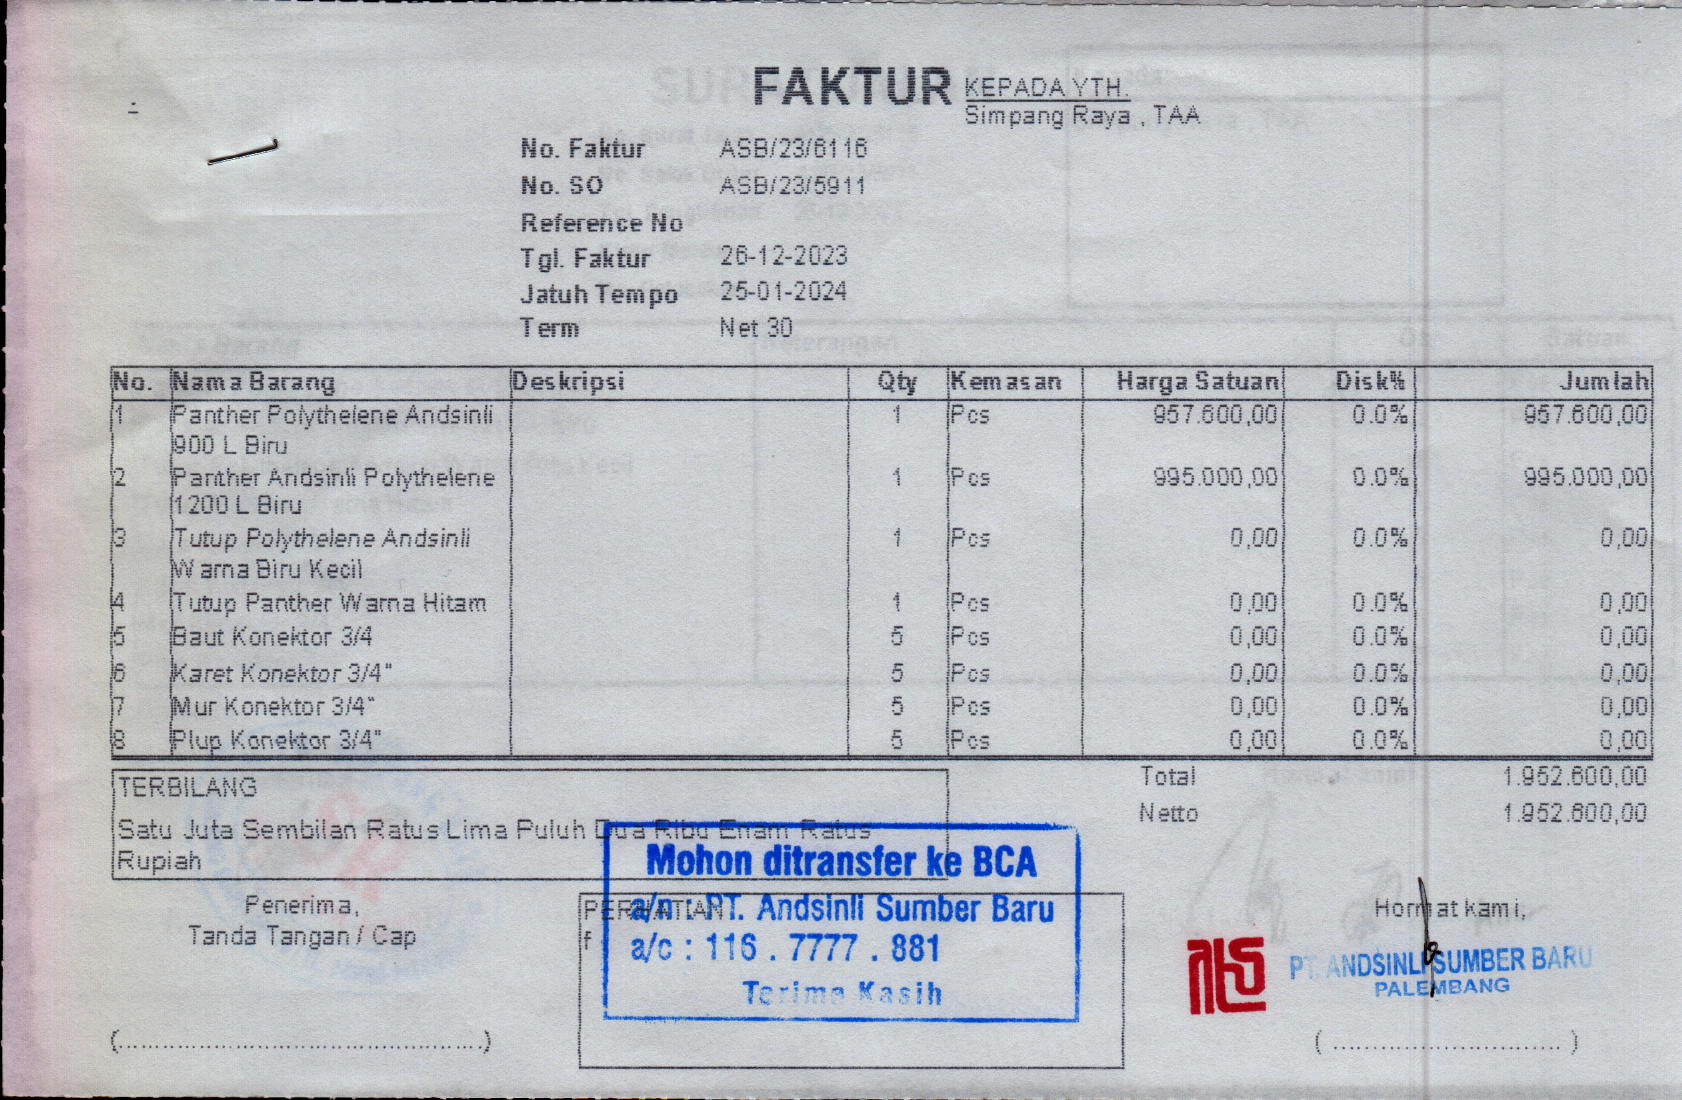 FAKTUR
KEPADA YTH.
Simpang Raya , TAA
No. Faktur ASB/23/6116
No. SO ASB/23/5911
Reference No
Tgl. Faktur 26-12-2023
Jatuh Tempo 25-01-2024
Term Net 30
No. Nama Barang Deskripsi Qty Kemasan Harga Satuan Disk% Jumlah
1 Panther Polythelene Andsinli 1 Pcs 957.600,00 0.0% 957.600,00
900 L Biru
2 Panther Andsinli Polythelene 1 Pcs 995.000,00 0.0% 995.000,00
1200 L Biru
3 Tutup Polythelene Andsinli 1 Pcs 0,00 0.0% 0,00
Warna Biru Kecil
4 Tutup Panther Warna Hitam 1 Pcs 0,00 0.0% 0,00
5 Baut Konektor 3/4 5 Pcs 0,00 0.0% 0,00
6 Karet Konektor 3/4" 5 Pcs 0,00 0.0% 0,00
7 Mur Konektor 3/4" 5 Pcs 0,00 0.0% 0,00
8 Plup Konektor 3/4" 5 Pcs 0,00 0.0% 0,00
TERBILANG
Satu Juta Sembilan Ratus Lima Puluh Dua Ribu Enam Ratus
Rupiah
Total 1.952.600,00
Netto 1.952.600,00
Penerima,
Tanda Tangan / Cap
(................................................)
PERHATIAN
Mohon ditransfer ke BCA
a/n : PT. Andsinli Sumber Baru
a/c : 116 . 7777 . 881
Terima Kasih
Hormat kami,
PT. ANDSINLI SUMBER BARU
PALEMBANG
( ............................ )